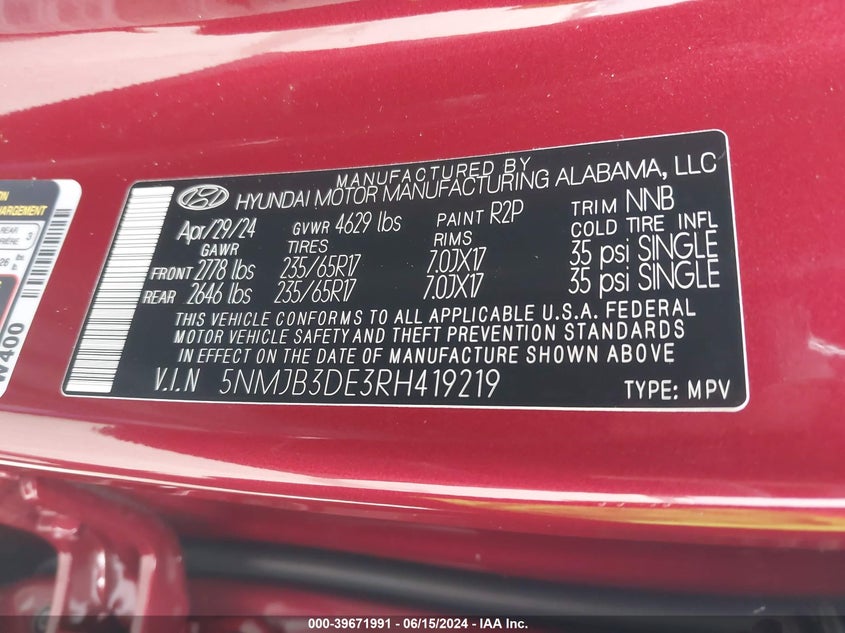 MANUFACTURED BY
HYUNDAI MOTOR MANUFACTURING ALABAMA, LLC
Apr/29/24 GVWR 4629 lbs PAINT R2P TRIM NNB
GAWR TIRES RIMS COLD TIRE INFL
FRONT 2778 lbs 235/65R17 7.0JX17 35 psi SINGLE
REAR 2646 lbs 235/65R17 7.0JX17 35 psi SINGLE
THIS VEHICLE CONFORMS TO ALL APPLICABLE U.S.A. FEDERAL
MOTOR VEHICLE SAFETY AND THEFT PREVENTION STANDARDS
IN EFFECT ON THE DATE OF MANUFACTURE SHOWN ABOVE
V.I.N 5NMJB3DE3RH419219 TYPE: MPV
REAR
3
W400
000-39671991 - 06/15/2024 - IAA Inc.